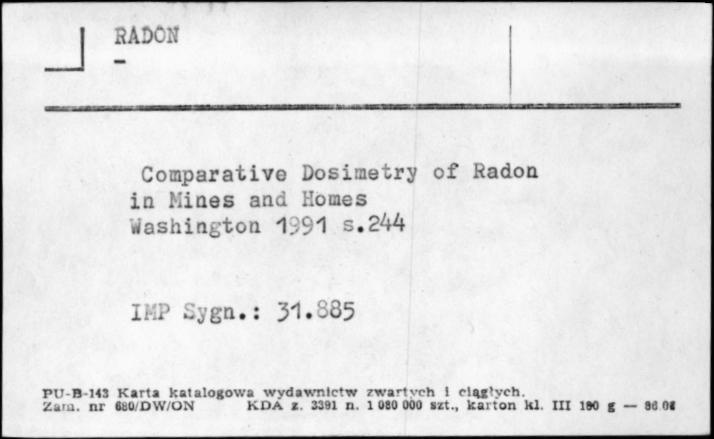 RADON
-
Comparative Dosimetry of Radon
in Mines and Homes
Washington 1991 s.244
IMP Sygn.: 31.885
PU-B-143 Karta katalogowa wydawnictw zwartych i ciągłych.
Zam. nr 680/DW/ON KDA z. 3391 n. 1 080 000 szt., karton kl. III 180 g —